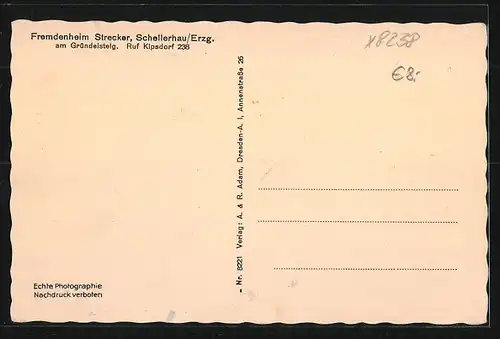 Fremdenheim Strecker, Schellerhau/Erzg.
am Gründelsteig. Ruf Kipsdorf 238
x8238
€8.-
- Nr. 8221 Verlag: A. & R. Adam, Dresden-A. I, Annenstraße 25
Echte Photographie
Nachdruck verboten